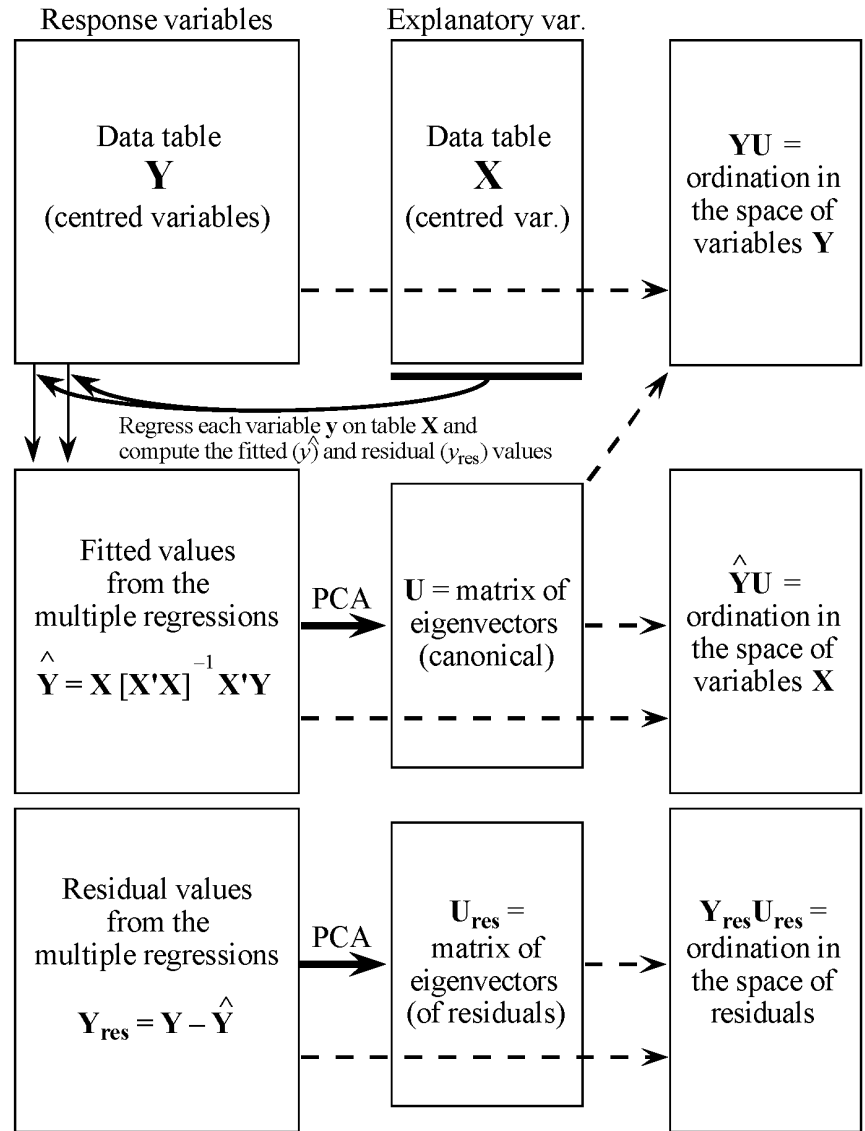 Response variables
Explanatory var.
Data table
Y
(centred variables)
Data table
X
(centred var.)
YU =
ordination in
the space of
variables Y
Regress each variable y on table X and
compute the fitted (ŷ) and residual (yres) values
Fitted values
from the
multiple regressions
Ŷ = X [X'X]⁻¹ X'Y
PCA
U = matrix of
eigenvectors
(canonical)
ŶU =
ordination in
the space of
variables X
Residual values
from the
multiple regressions
Yres = Y – Ŷ
PCA
Ures =
matrix of
eigenvectors
(of residuals)
YresUres =
ordination in
the space of
residuals